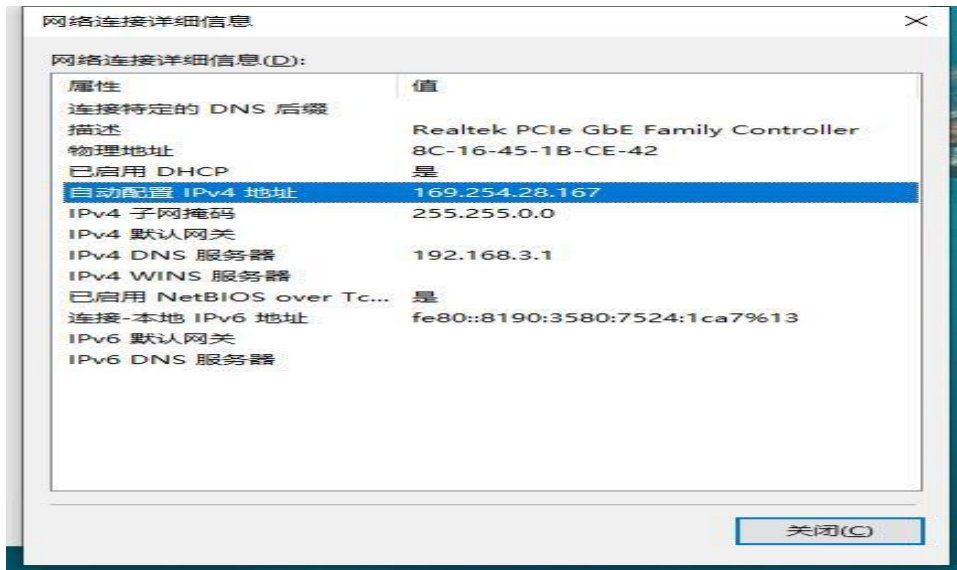 网络连接详细信息
网络连接详细信息(D):
属性 值
连接特定的 DNS 后缀
描述 Realtek PCIe GbE Family Controller
物理地址 8C-16-45-1B-CE-42
已启用 DHCP 是
自动配置 IPv4 地址 169.254.28.167
IPv4 子网掩码 255.255.0.0
IPv4 默认网关
IPv4 DNS 服务器 192.168.3.1
IPv4 WINS 服务器
已启用 NetBIOS over Tc... 是
连接-本地 IPv6 地址 fe80::8190:3580:7524:1ca7%13
IPv6 默认网关
IPv6 DNS 服务器
关闭(C)